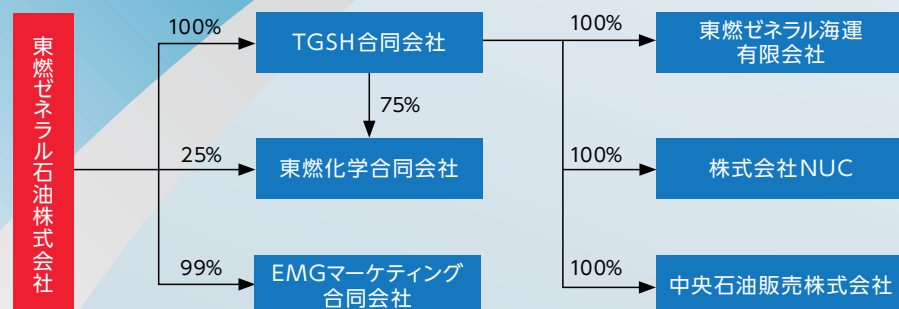 東燃ゼネラル石油株式会社
100%
TGSH合同会社
75%
25%
東燃化学合同会社
99%
EMGマーケティング
合同会社
100%
東燃ゼネラル海運
有限会社
100%
株式会社NUC
100%
中央石油販売株式会社